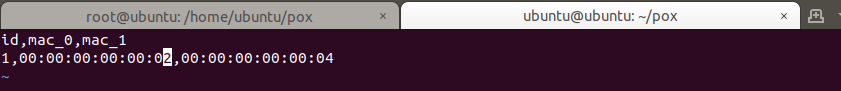 root@ubuntu: /home/ubuntu/pox × ubuntu@ubuntu: ~/pox ×
id,mac_0,mac_1
1,00:00:00:00:00:02,00:00:00:00:00:04
~